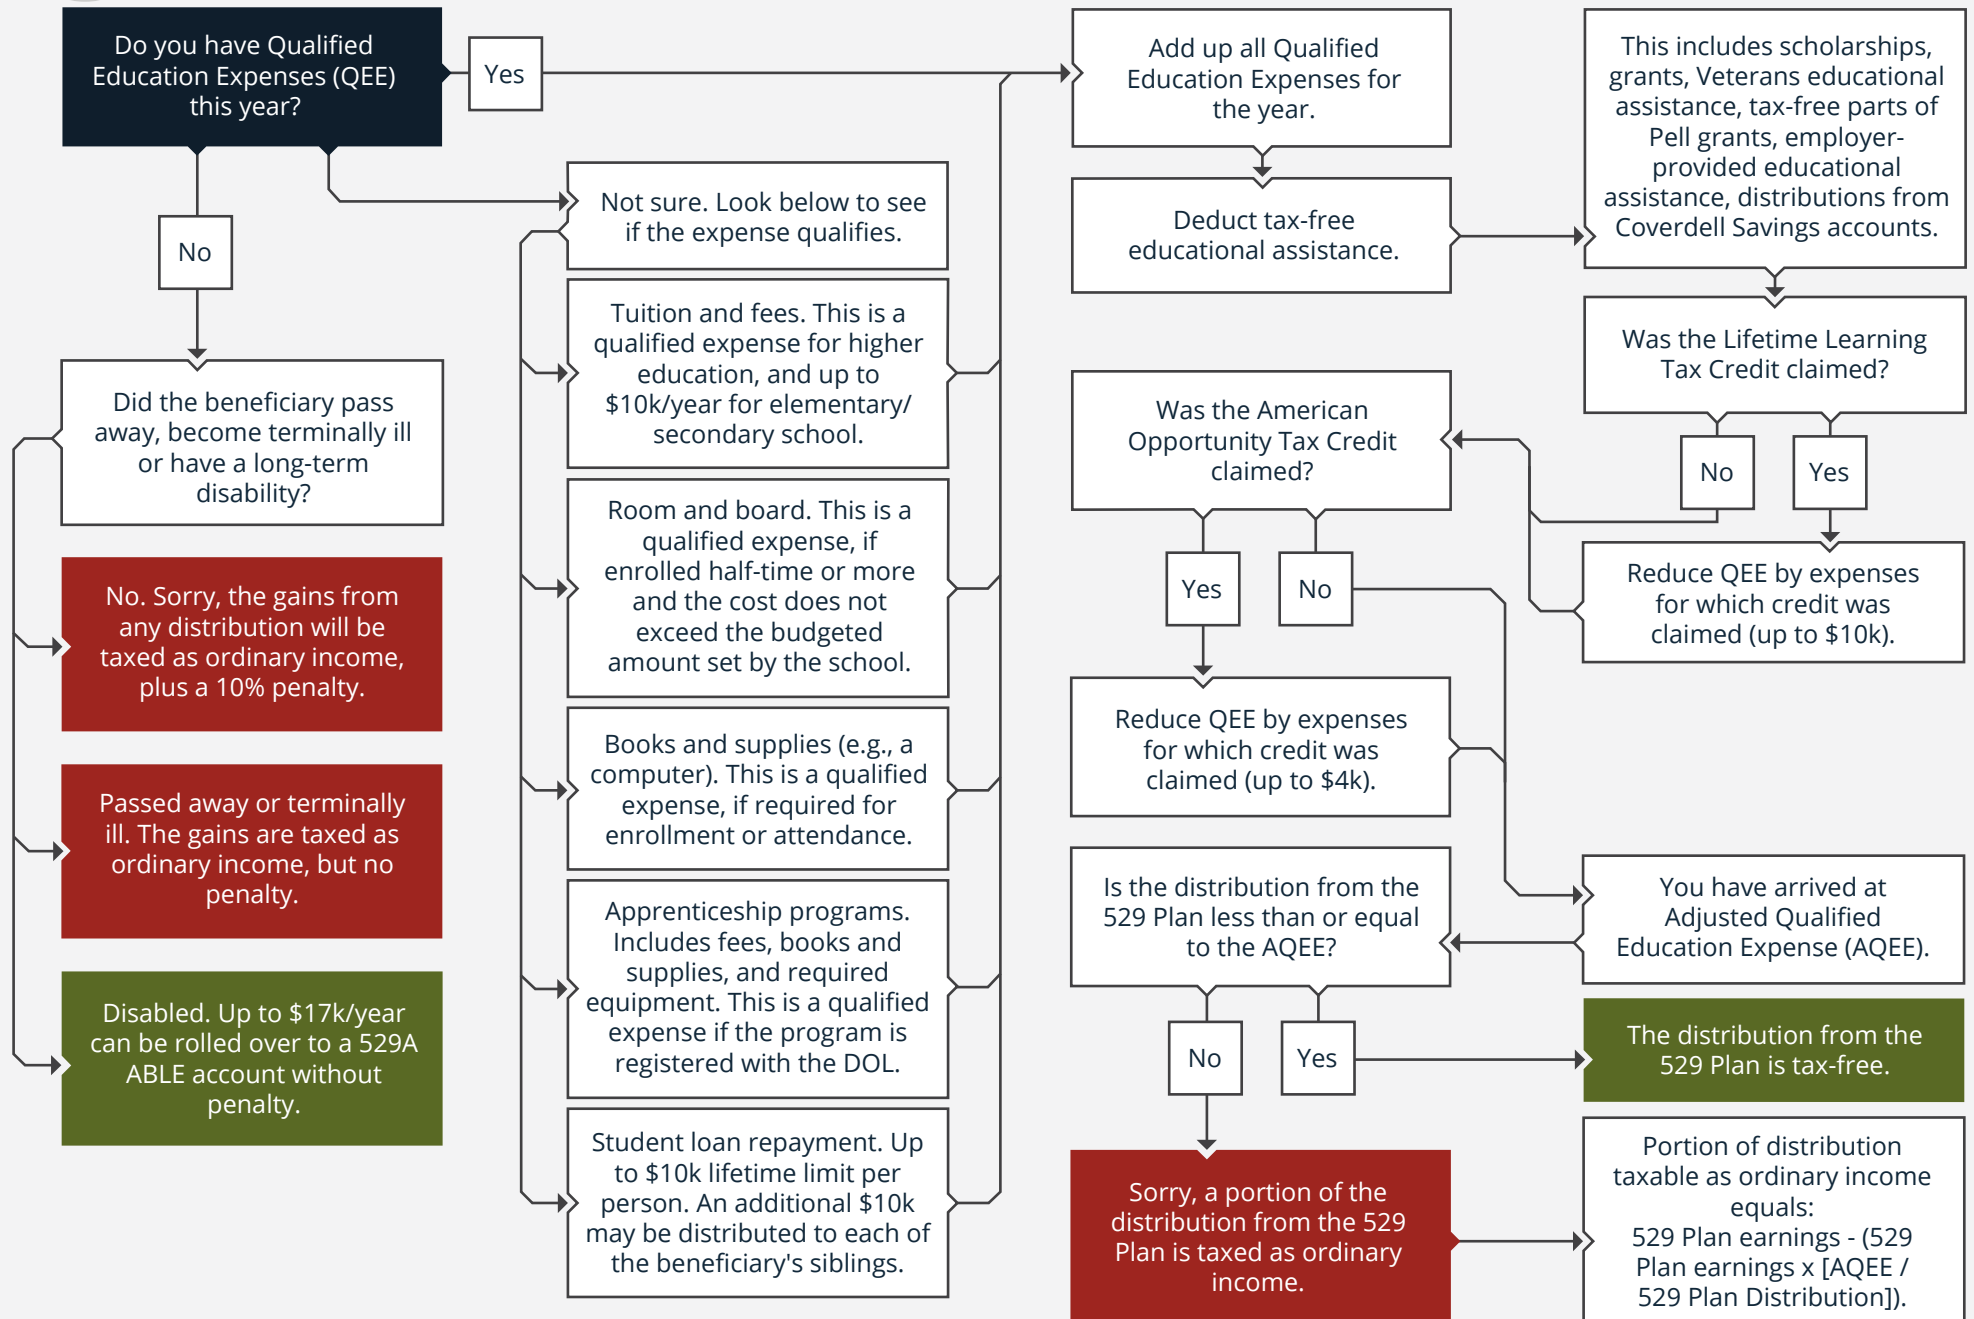 Do you have Qualified
Education Expenses (QEE)
this year?
Yes
No
Did the beneficiary pass
away, become terminally ill
or have a long-term
disability?
No. Sorry, the gains from
any distribution will be
taxed as ordinary income,
plus a 10% penalty.
Passed away or terminally
ill. The gains are taxed as
ordinary income, but no
penalty.
Disabled. Up to $17k/year
can be rolled over to a 529A
ABLE account without
penalty.
Not sure. Look below to see
if the expense qualifies.
Tuition and fees. This is a
qualified expense for higher
education, and up to
$10k/year for elementary/
secondary school.
Room and board. This is a
qualified expense, if
enrolled half-time or more
and the cost does not
exceed the budgeted
amount set by the school.
Books and supplies (e.g., a
computer). This is a qualified
expense, if required for
enrollment or attendance.
Apprenticeship programs.
Includes fees, books and
supplies, and required
equipment. This is a qualified
expense if the program is
registered with the DOL.
Student loan repayment. Up
to $10k lifetime limit per
person. An additional $10k
may be distributed to each of
the beneficiary's siblings.
Add up all Qualified
Education Expenses for
the year.
Deduct tax-free
educational assistance.
This includes scholarships,
grants, Veterans educational
assistance, tax-free parts of
Pell grants, employer-
provided educational
assistance, distributions from
Coverdell Savings accounts.
Was the Lifetime Learning
Tax Credit claimed?
No
Yes
Reduce QEE by expenses
for which credit was
claimed (up to $10k).
Was the American
Opportunity Tax Credit
claimed?
Yes
No
Reduce QEE by expenses
for which credit was
claimed (up to $4k).
You have arrived at
Adjusted Qualified
Education Expense (AQEE).
Is the distribution from the
529 Plan less than or equal
to the AQEE?
No
Yes
The distribution from the
529 Plan is tax-free.
Sorry, a portion of the
distribution from the 529
Plan is taxed as ordinary
income.
Portion of distribution
taxable as ordinary income
equals:
529 Plan earnings - (529
Plan earnings x [AQEE /
529 Plan Distribution]).